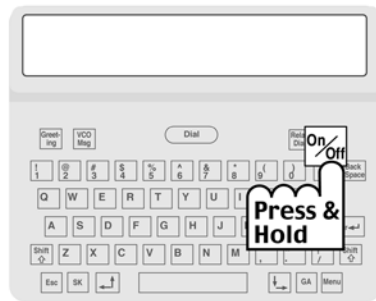 Greet-
ing
VCO
Msg
Dial
On/Off
! 1 @ 2 # 3 $ 4 % 5 ^ 6 & 7 * 8 ( 9 )
Back
Space
Q W E R T Y U I
A S D F G H J
Press &
Hold
Shift Z X C V B N M , . / Shift
Esc SK GA Menu